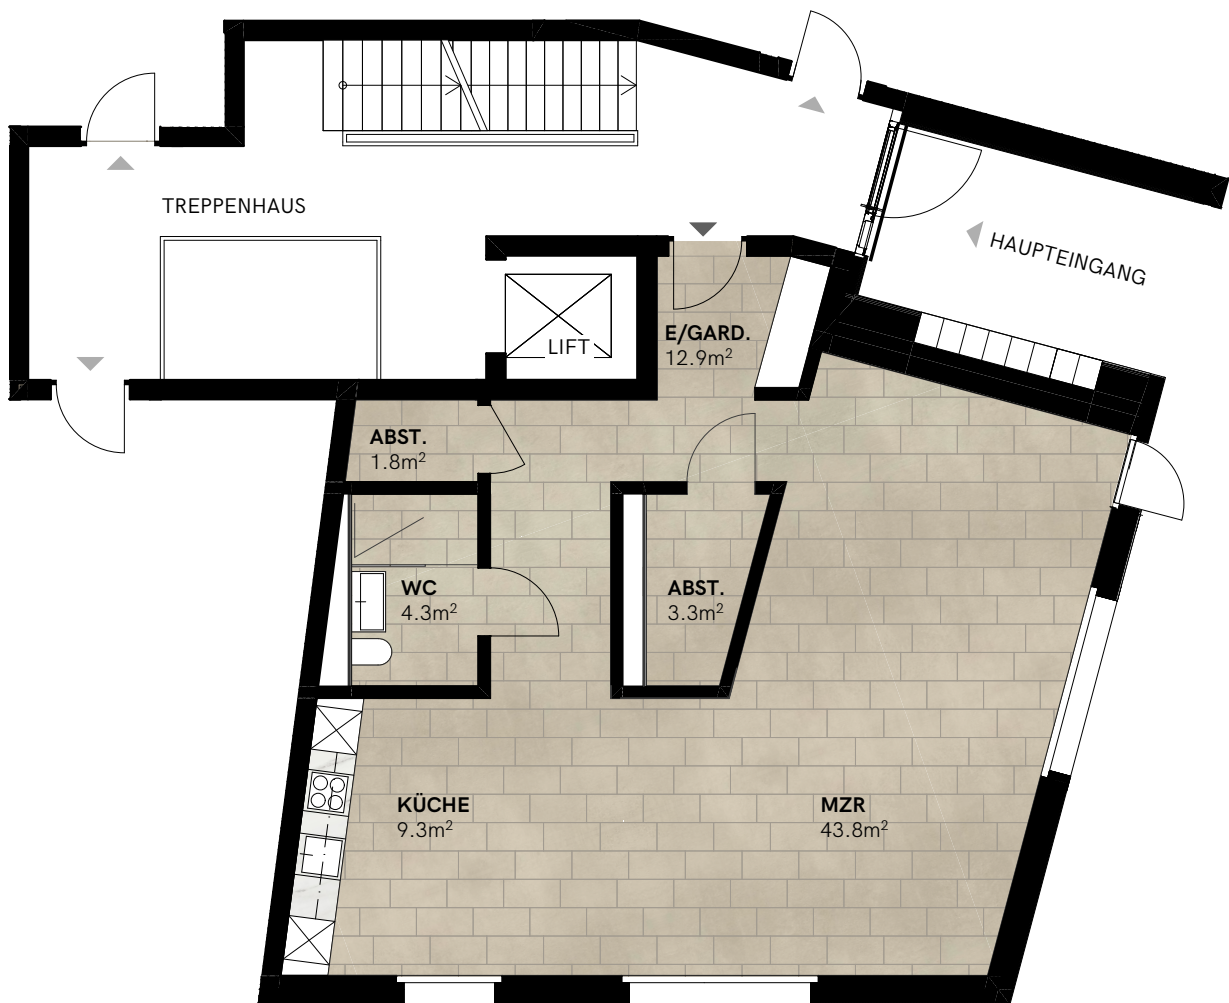 TREPPENHAUS
HAUPTEINGANG
LIFT
E/GARD.
12.9m²
ABST.
1.8m²
WC
4.3m²
ABST.
3.3m²
KÜCHE
9.3m²
MZR
43.8m²